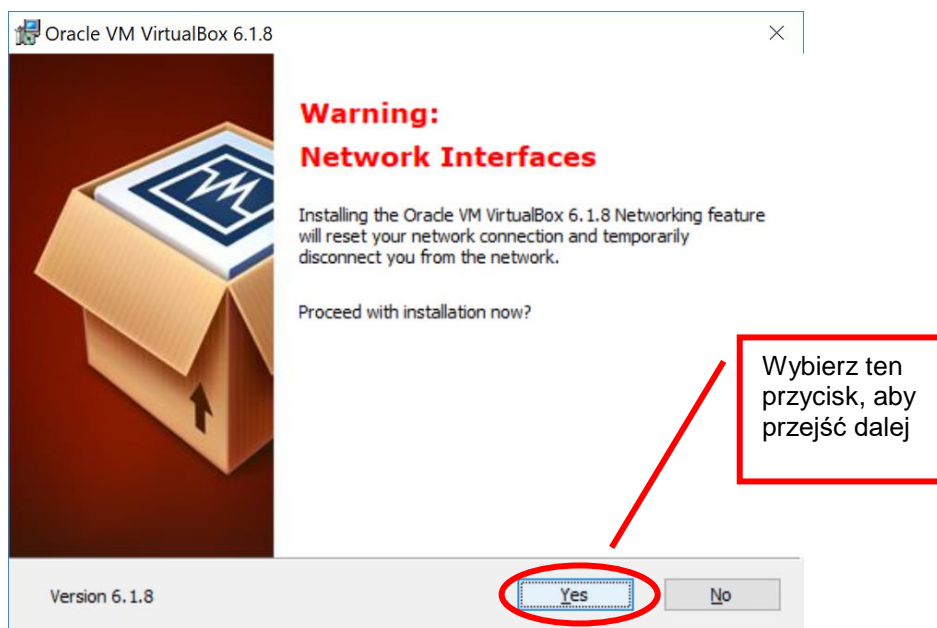 Oracle VM VirtualBox 6.1.8
Warning:
Network Interfaces
Installing the Oracle VM VirtualBox 6.1.8 Networking feature
will reset your network connection and temporarily
disconnect you from the network.
Proceed with installation now?
Wybierz ten
przycisk, aby
przejść dalej
Version 6.1.8
Yes
No